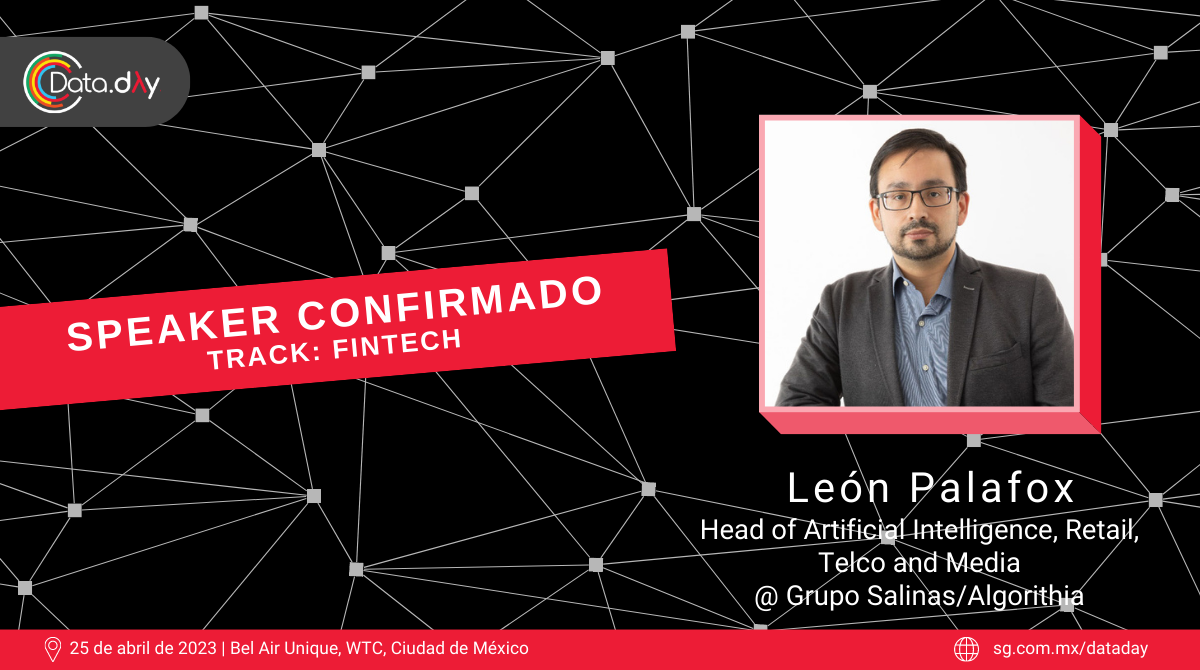 Data.dAy
SPEAKER CONFIRMADO
TRACK: FINTECH
León Palafox
Head of Artificial Intelligence, Retail,
Telco and Media
@ Grupo Salinas/Algorithia
25 de abril de 2023 | Bel Air Unique, WTC, Ciudad de México
sg.com.mx/dataday